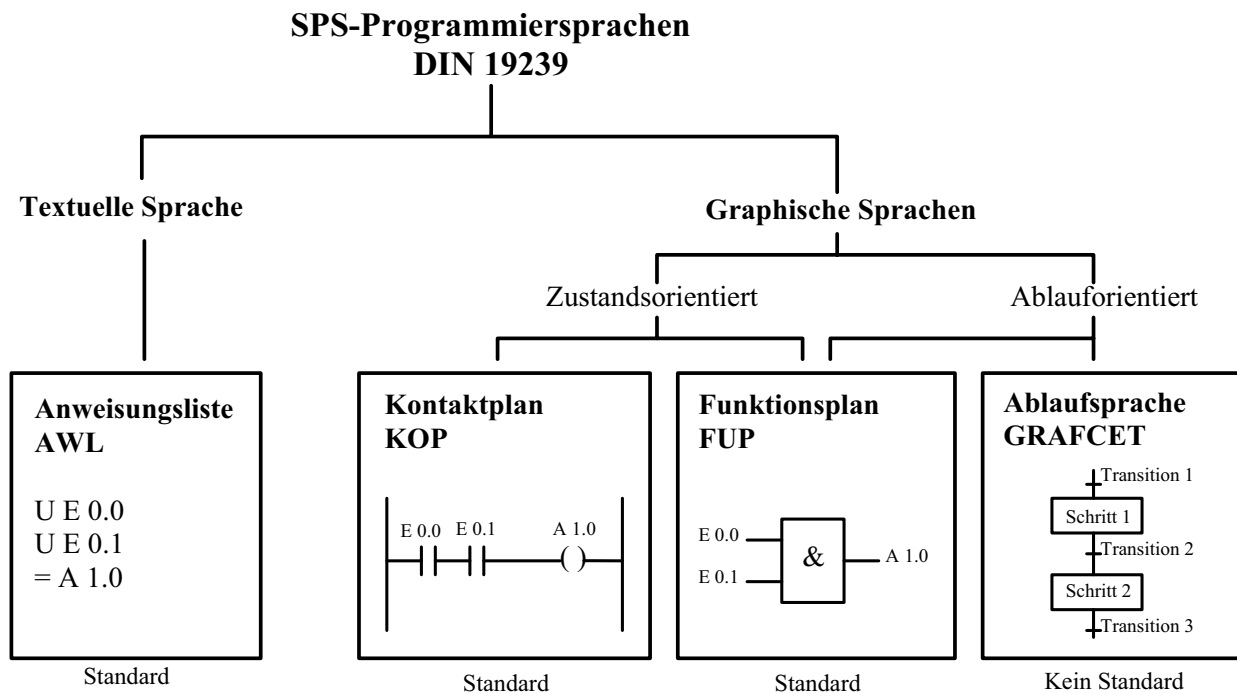 SPS-Programmiersprachen
DIN 19239
Textuelle Sprache
Graphische Sprachen
Zustandsorientiert
Ablauforientiert
Anweisungsliste
AWL
U E 0.0
U E 0.1
= A 1.0
Standard
Kontaktplan
KOP
E 0.0 E 0.1 A 1.0
( )
Standard
Funktionsplan
FUP
E 0.0
E 0.1
&
A 1.0
Standard
Ablaufsprache
GRAFCET
Transition 1
Schritt 1
Transition 2
Schritt 2
Transition 3
Kein Standard